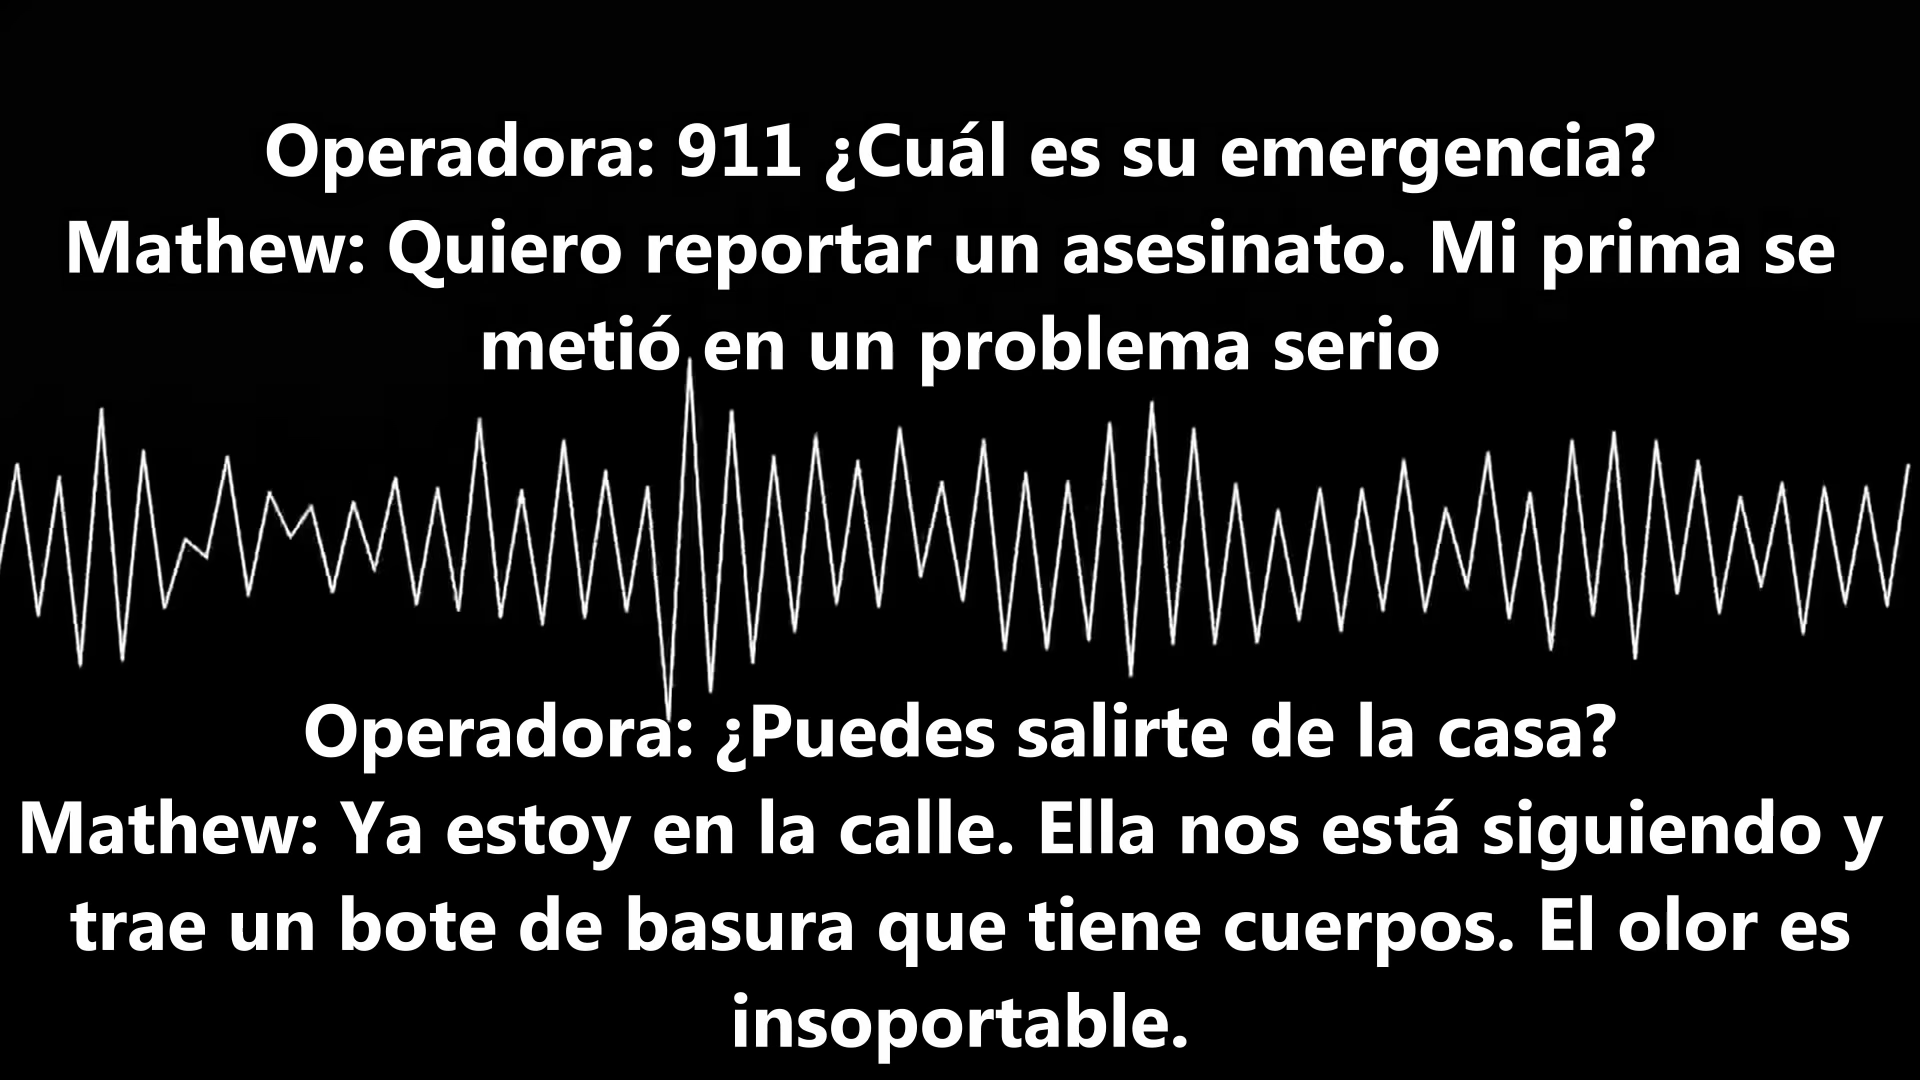 Operadora: 911 ¿Cuál es su emergencia?
Mathew: Quiero reportar un asesinato. Mi prima se
metió en un problema serio
Operadora: ¿Puedes salirte de la casa?
Mathew: Ya estoy en la calle. Ella nos está siguiendo y
trae un bote de basura que tiene cuerpos. El olor es
insoportable.